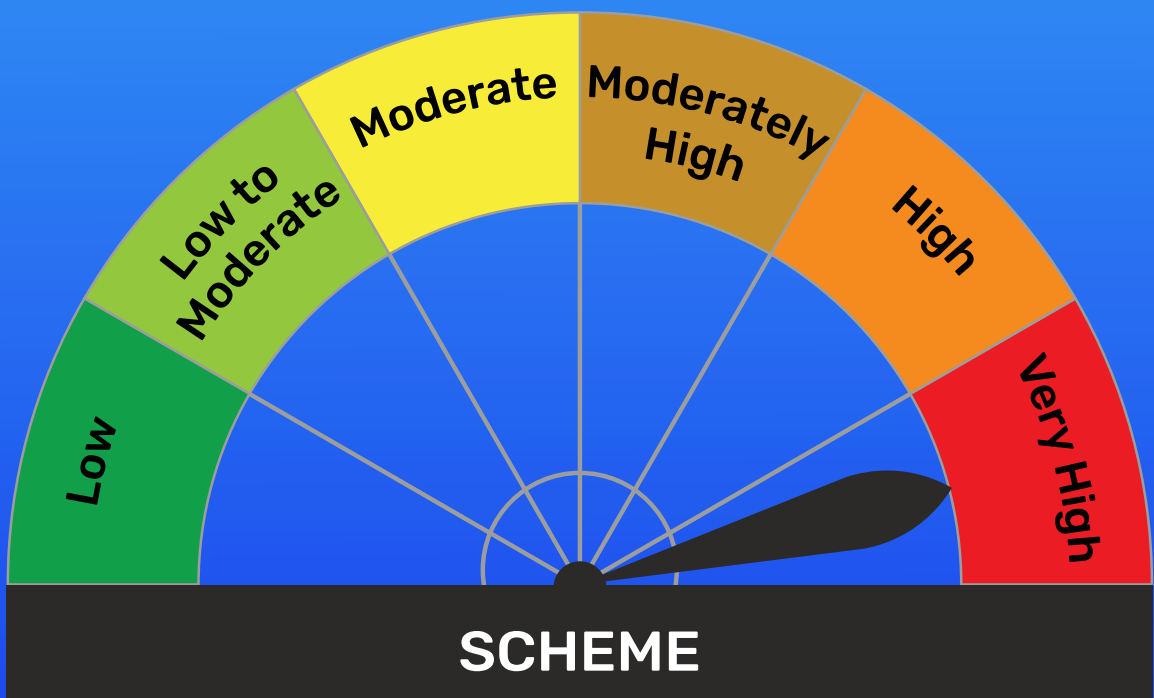 Low
Low to
Moderate
Moderate
Moderately
High
High
Very High
SCHEME